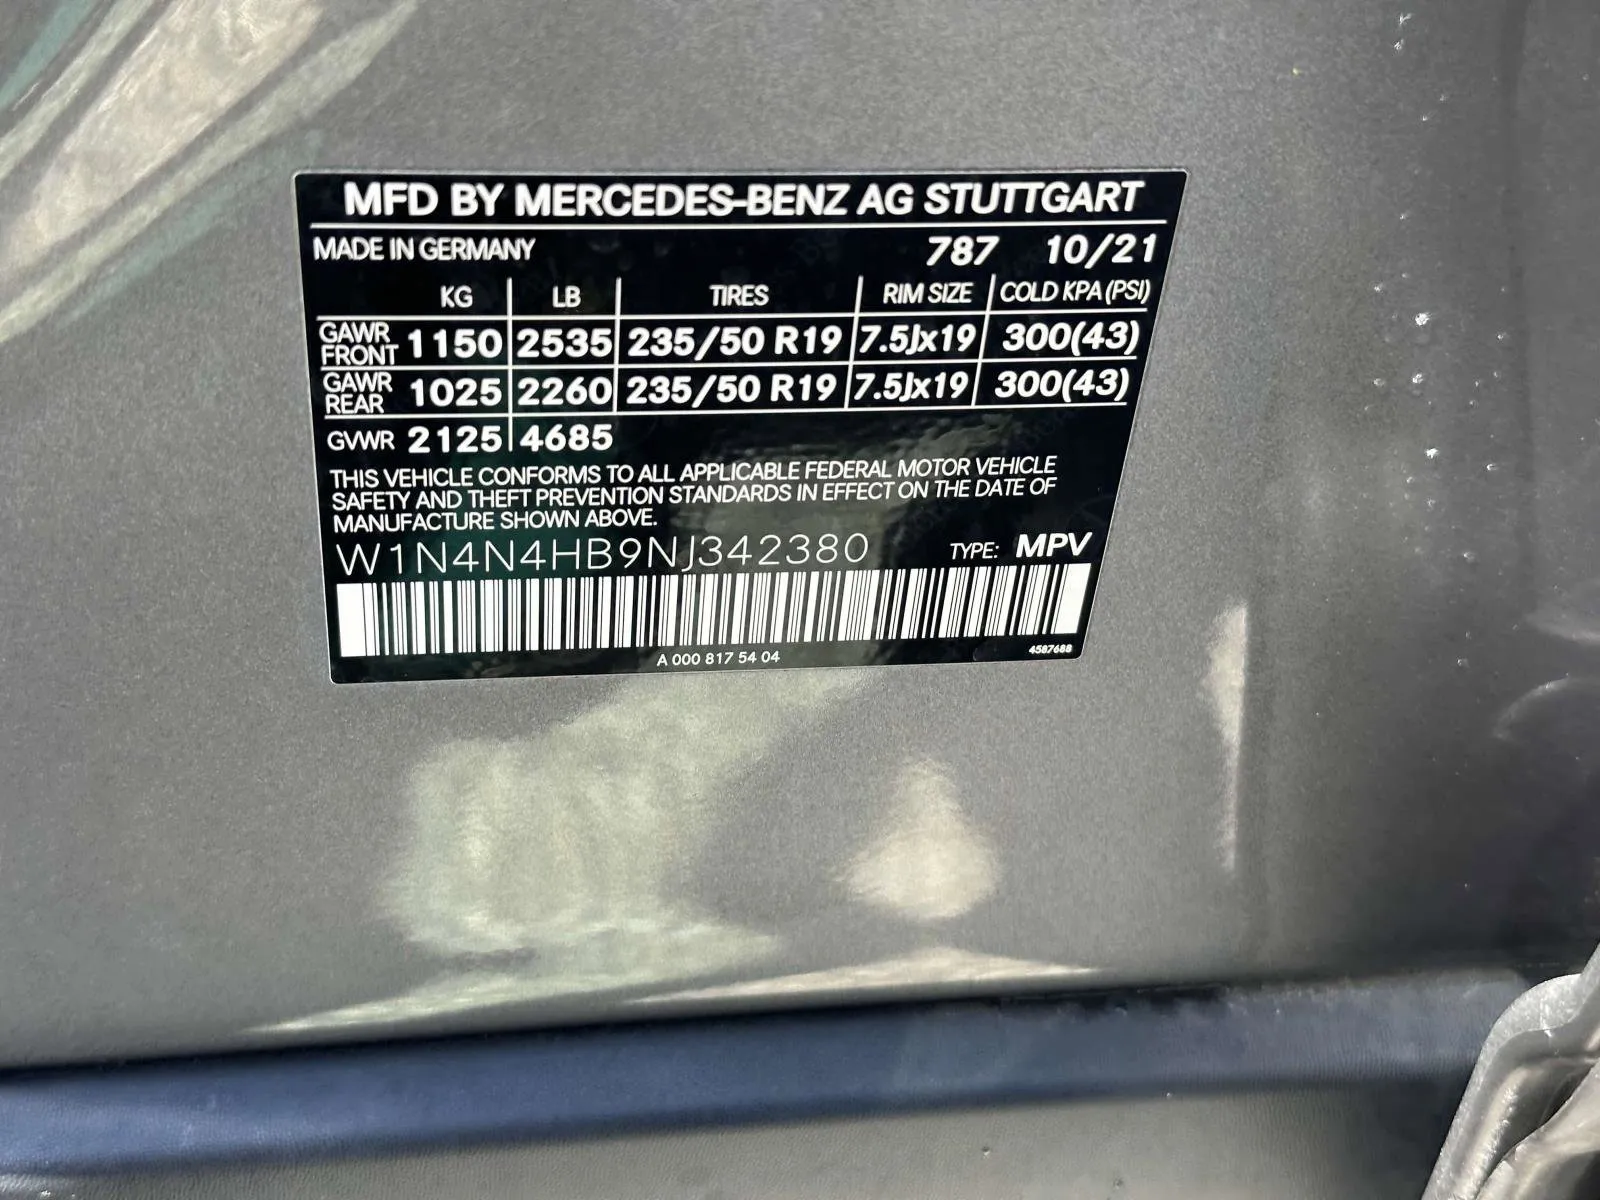 MFD BY MERCEDES-BENZ AG STUTTGART
MADE IN GERMANY 787 10/21
KG LB TIRES RIM SIZE COLD KPA (PSI)
GAWR FRONT 1150 2535 235/50 R19 7.5Jx19 300(43)
GAWR REAR 1025 2260 235/50 R19 7.5Jx19 300(43)
GVWR 2125 4685
THIS VEHICLE CONFORMS TO ALL APPLICABLE FEDERAL MOTOR VEHICLE
SAFETY AND THEFT PREVENTION STANDARDS IN EFFECT ON THE DATE OF
MANUFACTURE SHOWN ABOVE.
W1N4N4HB9NJ342380 TYPE: MPV
A 000 817 54 04 4587688